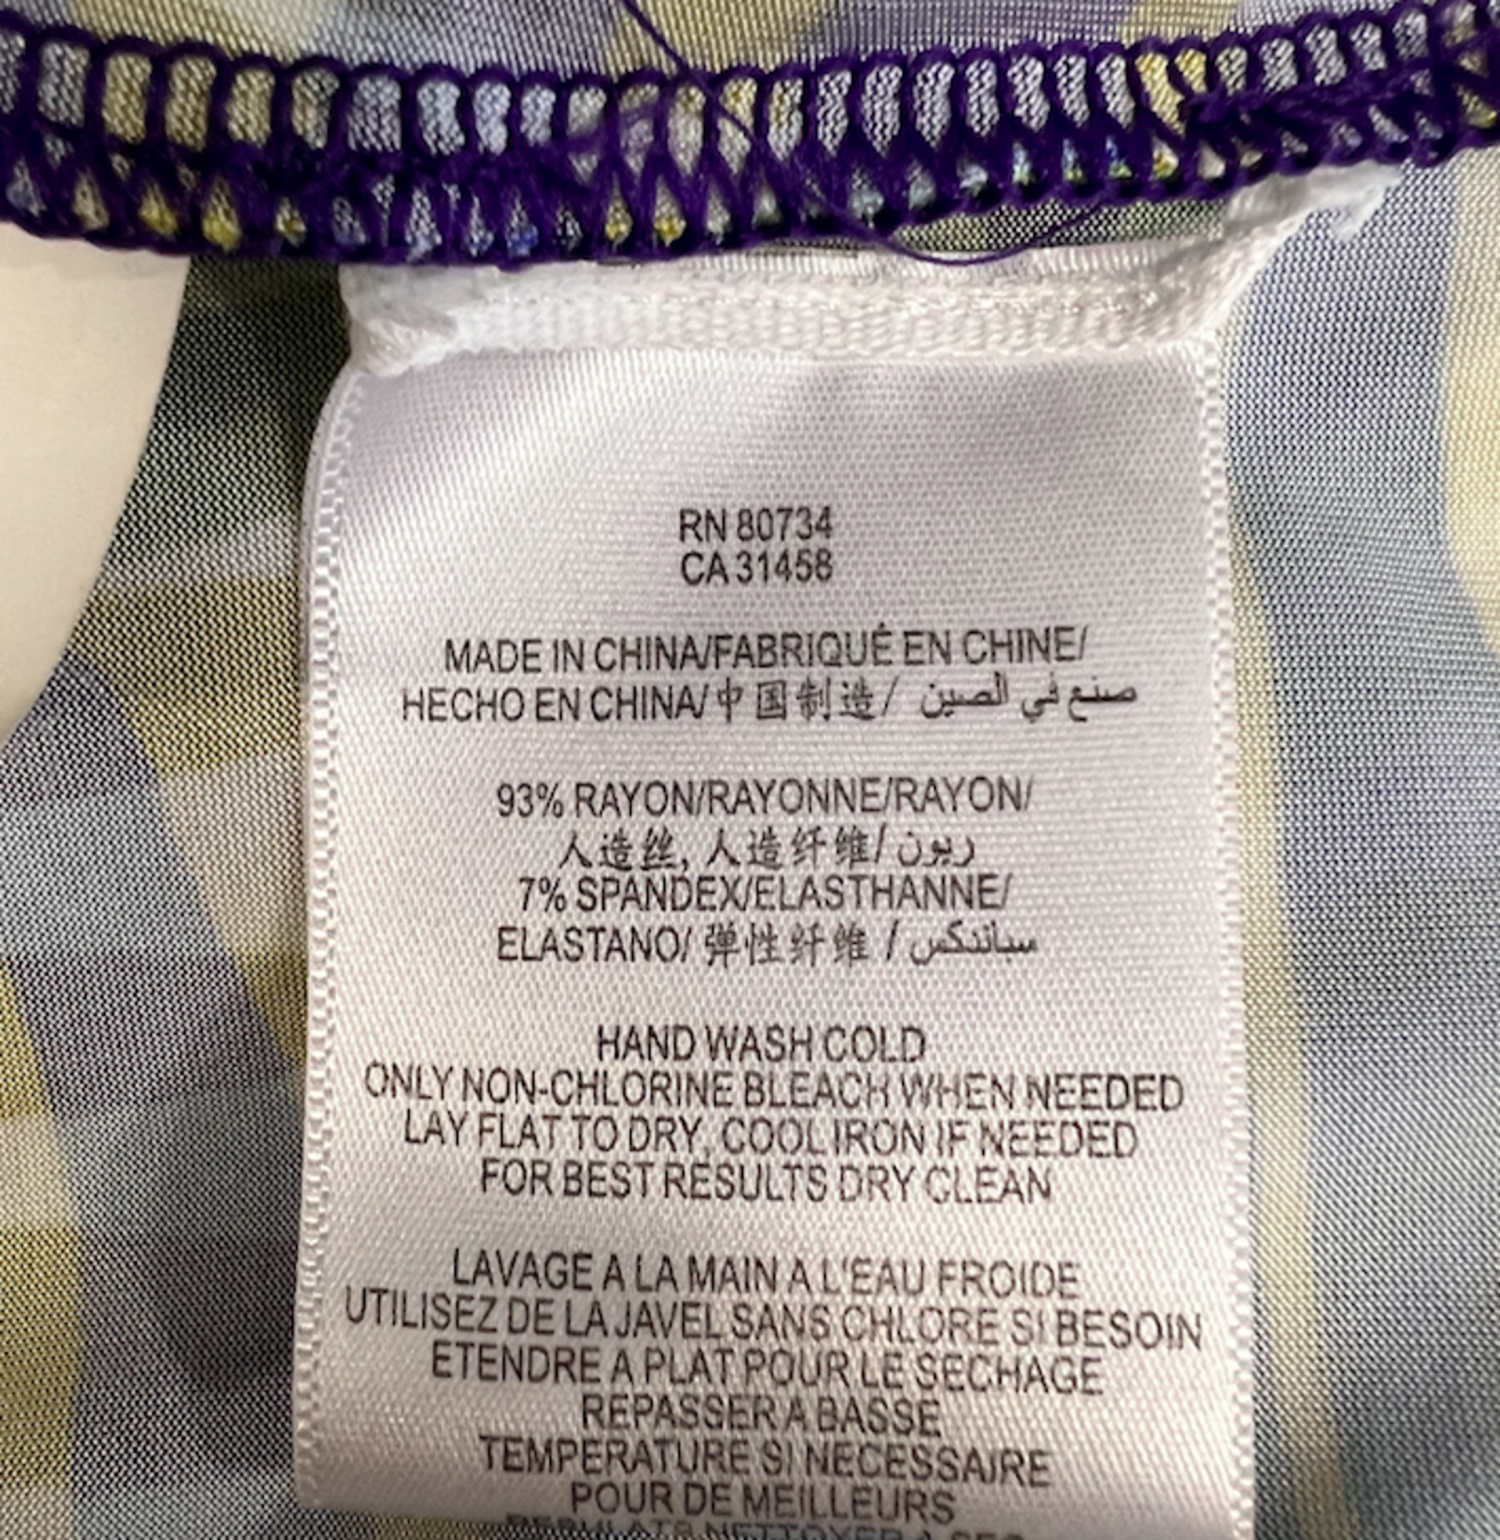 RN 80734
CA 31458
MADE IN CHINA/FABRIQUÉ EN CHINE/
HECHO EN CHINA/中国制造/ صنع في الصين
93% RAYON/RAYONNE/RAYON/
人造丝, 人造纤维/ ريون
7% SPANDEX/ELASTHANNE/
ELASTANO/ 弹性纤维 / سباندكس
HAND WASH COLD
ONLY NON-CHLORINE BLEACH WHEN NEEDED
LAY FLAT TO DRY, COOL IRON IF NEEDED
FOR BEST RESULTS DRY CLEAN
LAVAGE A LA MAIN A L'EAU FROIDE
UTILISEZ DE LA JAVEL SANS CHLORE SI BESOIN
ETENDRE A PLAT POUR LE SECHAGE
REPASSER A BASSE
TEMPERATURE SI NECESSAIRE
POUR DE MEILLEURS